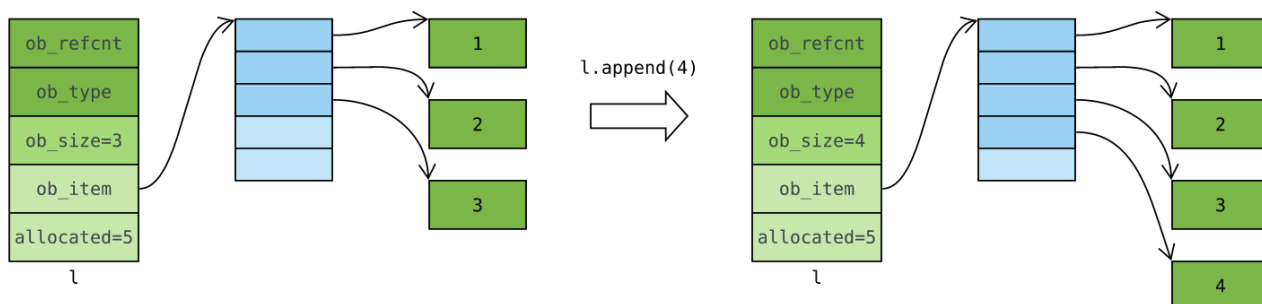 ob_refcnt
ob_type
ob_size=3
ob_item
allocated=5
l
1
2
3
l.append(4)
ob_refcnt
ob_type
ob_size=4
ob_item
allocated=5
l
1
2
3
4